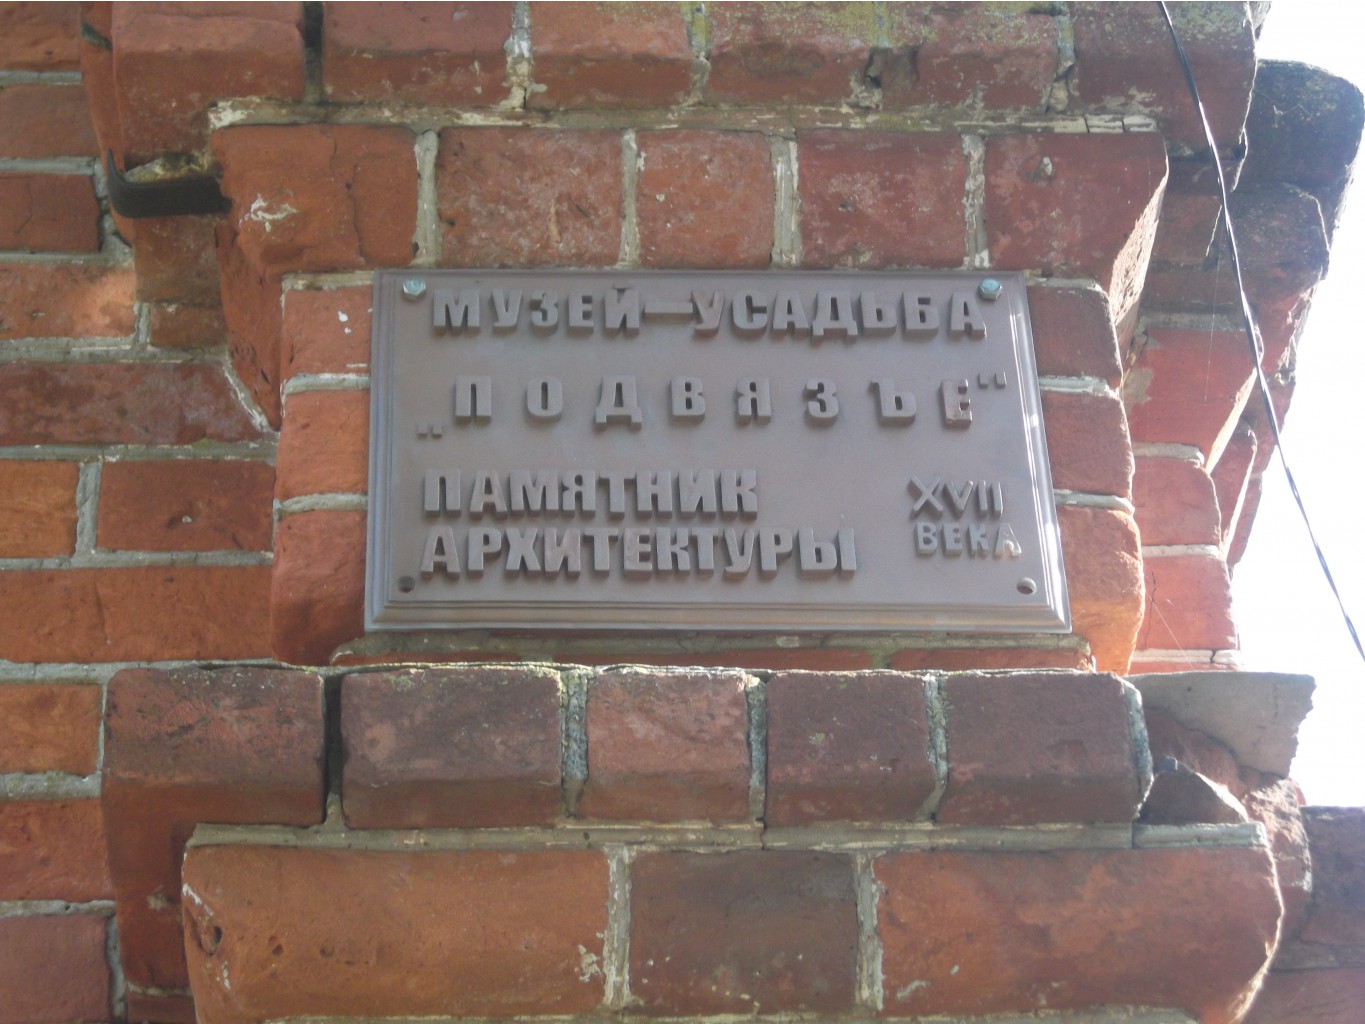 МУЗЕЙ-УСАДЬБА
„ПОДВЯЗЪЕ"
ПАМЯТНИК XVII
АРХИТЕКТУРЫ ВЕКА